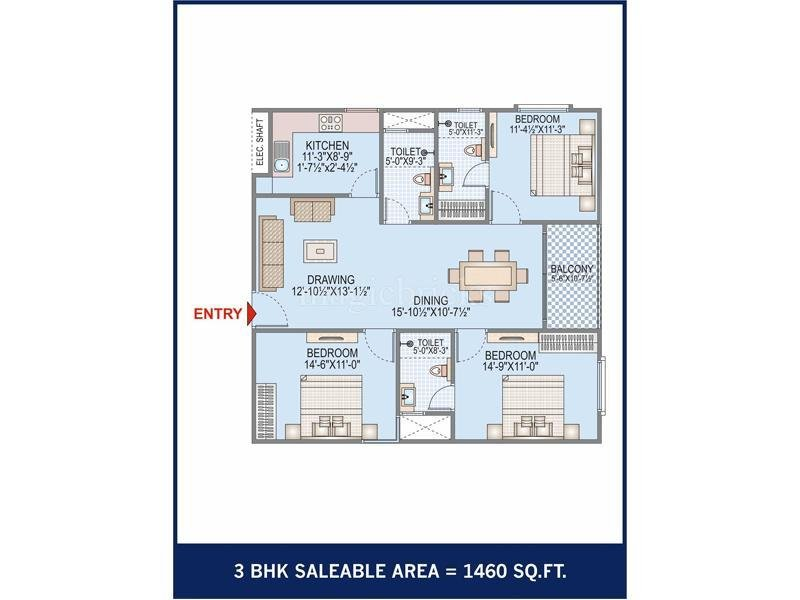 ELEC. SHAFT
KITCHEN
11'-3"X8'-9"
1'-7½"x2'-4½"
TOILET
5'-0"X9'-3"
TOILET
5'-0"X11'-3"
BEDROOM
11'-4½"X11'-3"
DRAWING
12'-10½"X13'-1½"
DINING
15'-10½"X10'-7½"
BALCONY
5'-6"X10'-7½"
magicbricks
ENTRY
BEDROOM
14'-6"X11'-0"
TOILET
5'-0"X8'-3"
BEDROOM
14'-9"X11'-0"
3 BHK SALEABLE AREA = 1460 SQ.FT.